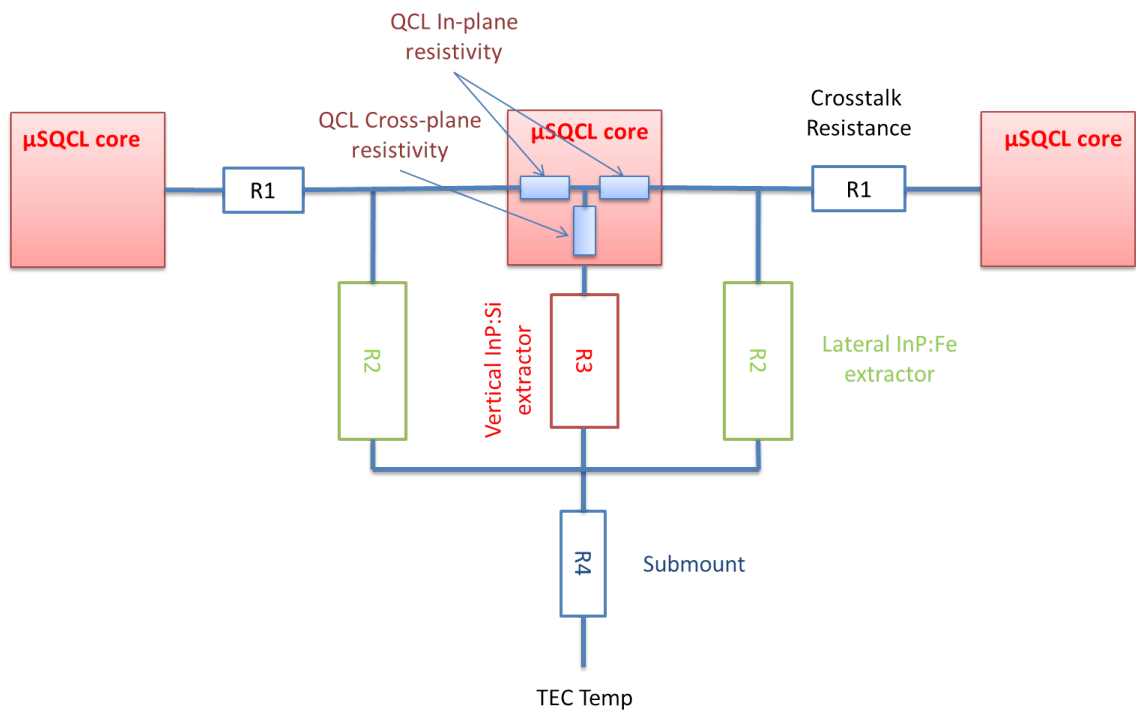 QCL In-plane
resistivity
QCL Cross-plane
resistivity
Crosstalk
Resistance
µSQCL core
µSQCL core
µSQCL core
R1
R1
R2
Vertical InP:Si
extractor
R3
R2
Lateral InP:Fe
extractor
R4
Submount
TEC Temp